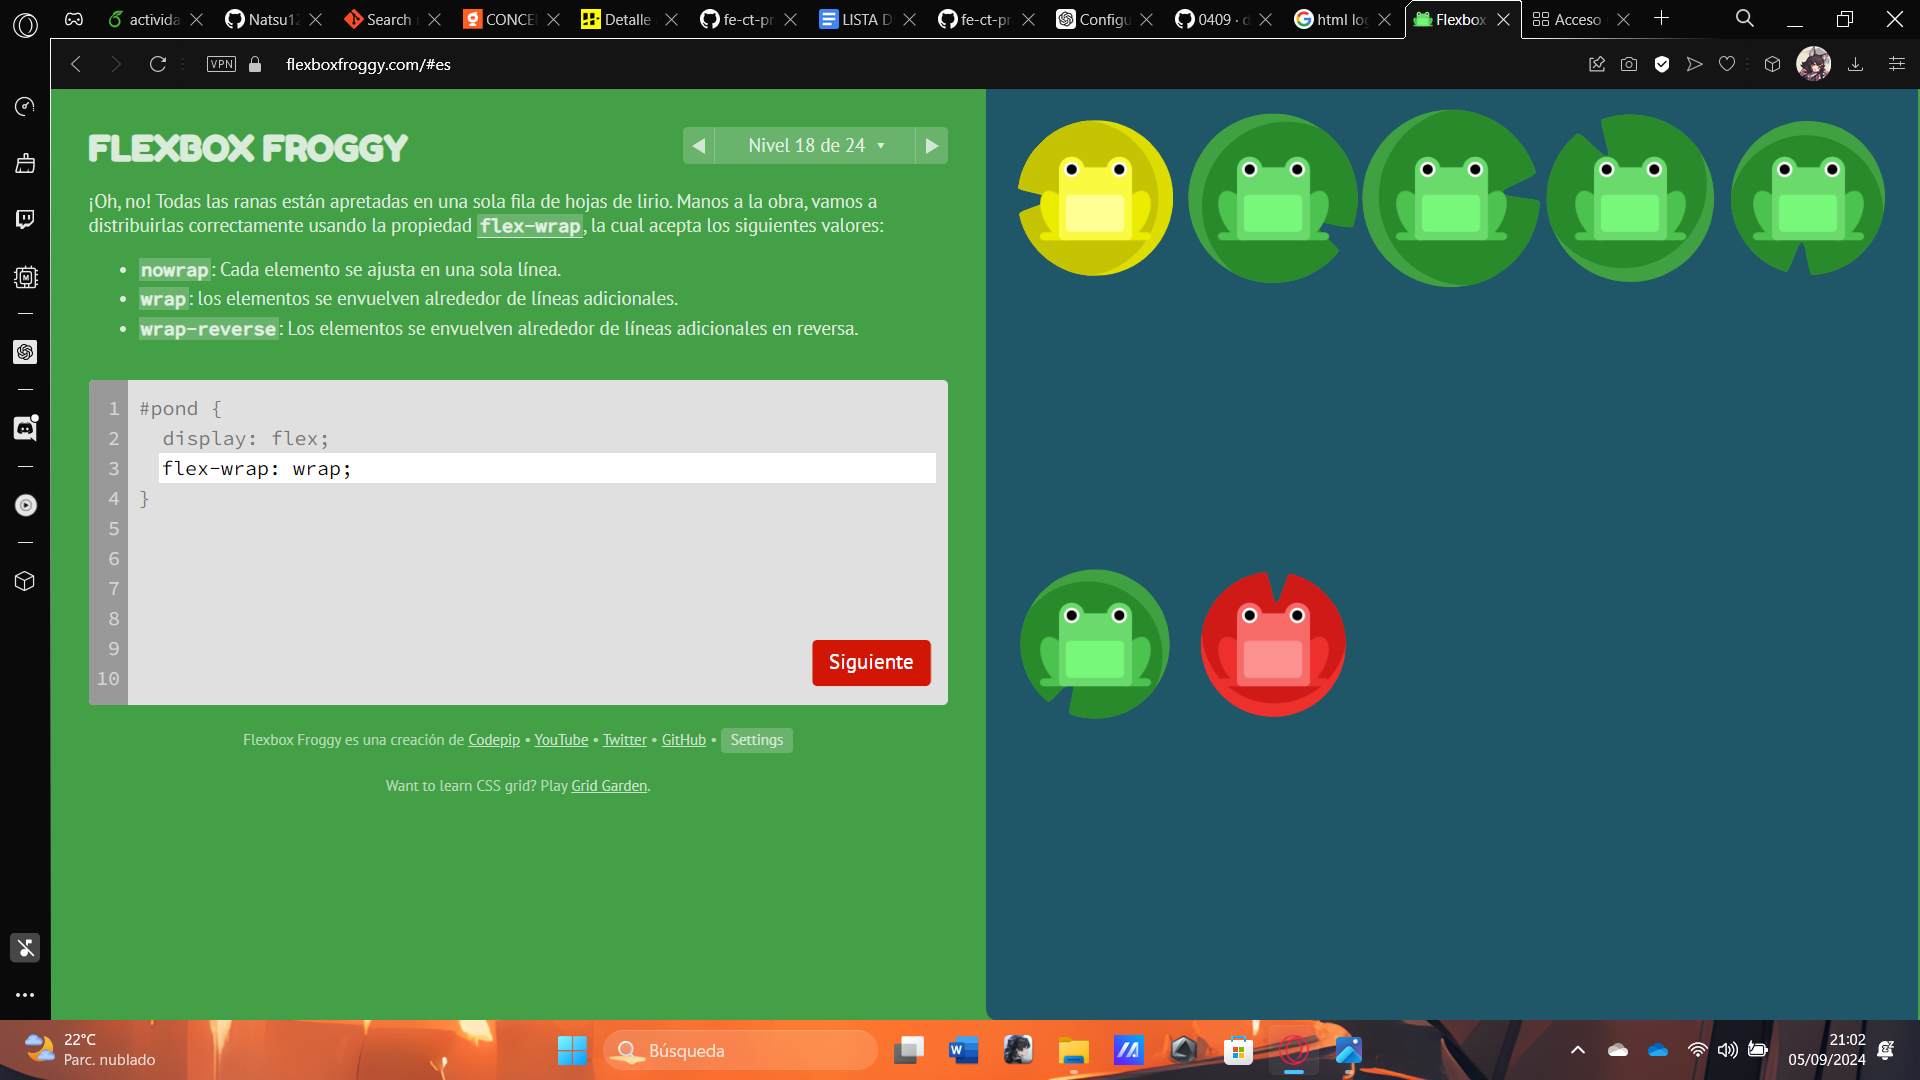 activida
Natsu12
Search
CONCE
Detalle
fe-ct-pr
LISTA D
fe-ct-pr
Configu
0409 · d
html log
Flexbox
Acceso
VPN
flexboxfroggy.com/#es
FLEXBOX FROGGY
Nivel 18 de 24
¡Oh, no! Todas las ranas están apretadas en una sola fila de hojas de lirio. Manos a la obra, vamos a
distribuirlas correctamente usando la propiedad flex-wrap, la cual acepta los siguientes valores:
• nowrap: Cada elemento se ajusta en una sola línea.
• wrap: los elementos se envuelven alrededor de líneas adicionales.
• wrap-reverse: Los elementos se envuelven alrededor de líneas adicionales en reversa.
1 #pond {
2 display: flex;
3 flex-wrap: wrap;
4 }
5
6
7
8
9
10
Siguiente
Flexbox Froggy es una creación de Codepip • YouTube • Twitter • GitHub • Settings
Want to learn CSS grid? Play Grid Garden.
22°C
Parc. nublado
Búsqueda
21:02
05/09/2024